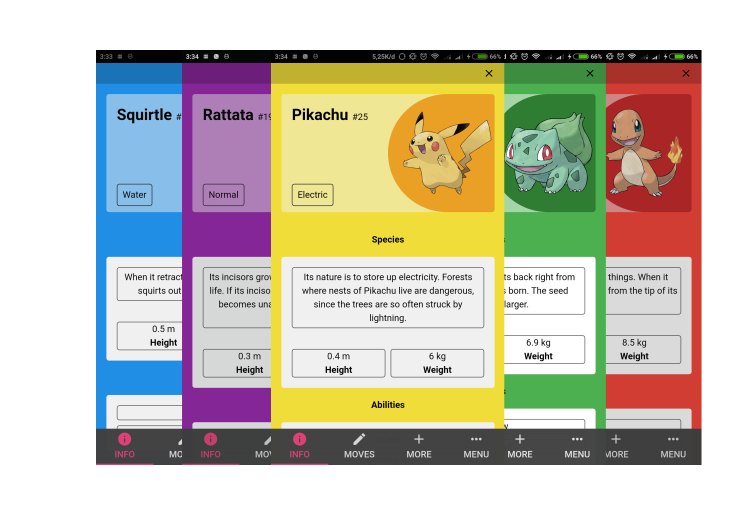 3:33
Squirtle #
Water
When it retract
squirts out
0.5 m
Height
INFO
MO
3:34
Rattata #19
Normal
Its incisors grow
life. If its inciso
becomes una
0.3 m
Height
INFO
MOV
3:34
5,25K/d
66%
×
Pikachu #25
Electric
Species
Its nature is to store up electricity. Forests
where nests of Pikachu live are dangerous,
since the trees are so often struck by
lightning.
0.4 m
Height
6 kg
Weight
Abilities
INFO
MOVES
MORE
MENU
66%
×
ts back right from
s born. The seed
larger.
6.9 kg
Weight
MORE
MENU
66%
×
things. When it
from the tip of its
8.5 kg
Weight
MORE
MENU